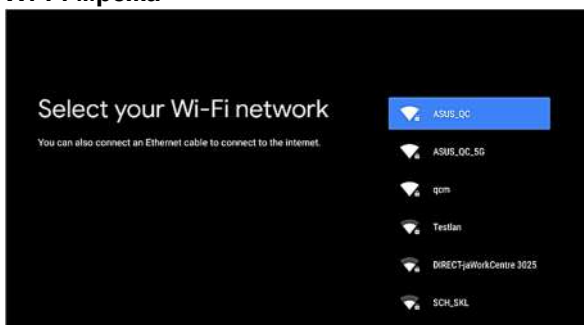 Select your Wi-Fi network
You can also connect an Ethernet cable to connect to the internet.
ASUS_QC
ASUS_QC_5G
qcm
Testlan
DIRECT-jaWorkCentre 3025
SCH_SKL